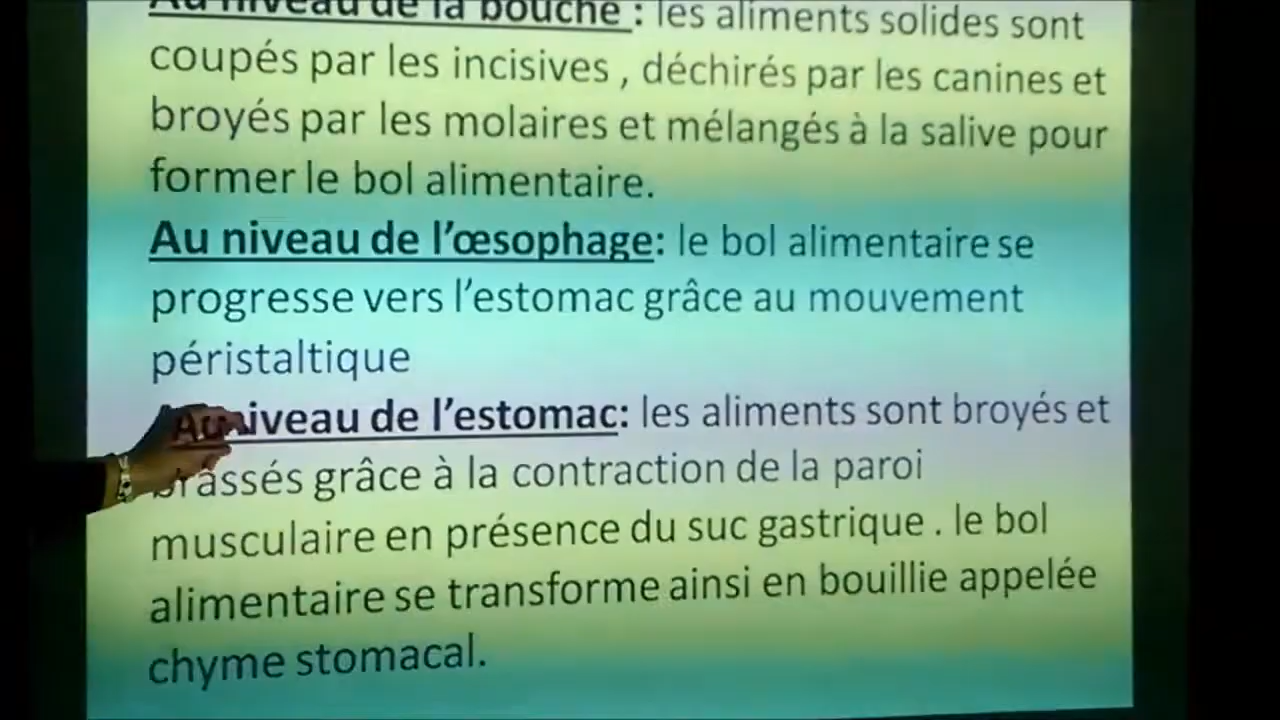 Au niveau de la bouche : les aliments solides sont
coupés par les incisives , déchirés par les canines et
broyés par les molaires et mélangés à la salive pour
former le bol alimentaire.
Au niveau de l’œsophage: le bol alimentaire se
progresse vers l’estomac grâce au mouvement
péristaltique
Au niveau de l’estomac: les aliments sont broyés et
brassés grâce à la contraction de la paroi
musculaire en présence du suc gastrique . le bol
alimentaire se transforme ainsi en bouillie appelée
chyme stomacal.